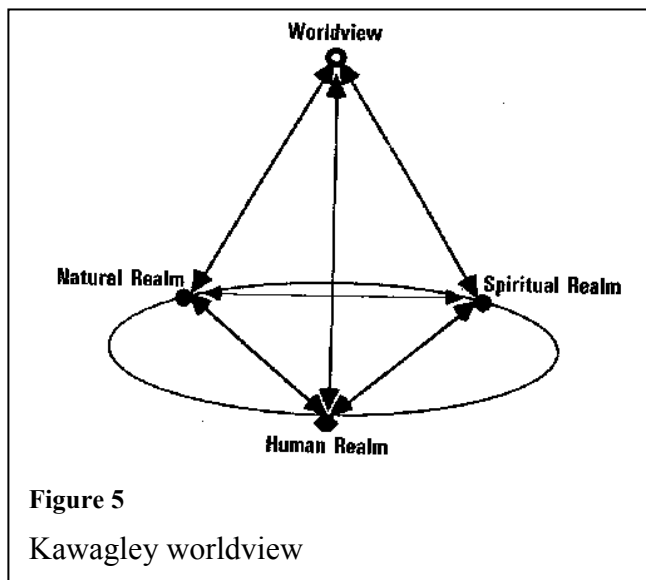 Worldview
Natural Realm
Spiritual Realm
Human Realm
Figure 5
Kawagley worldview